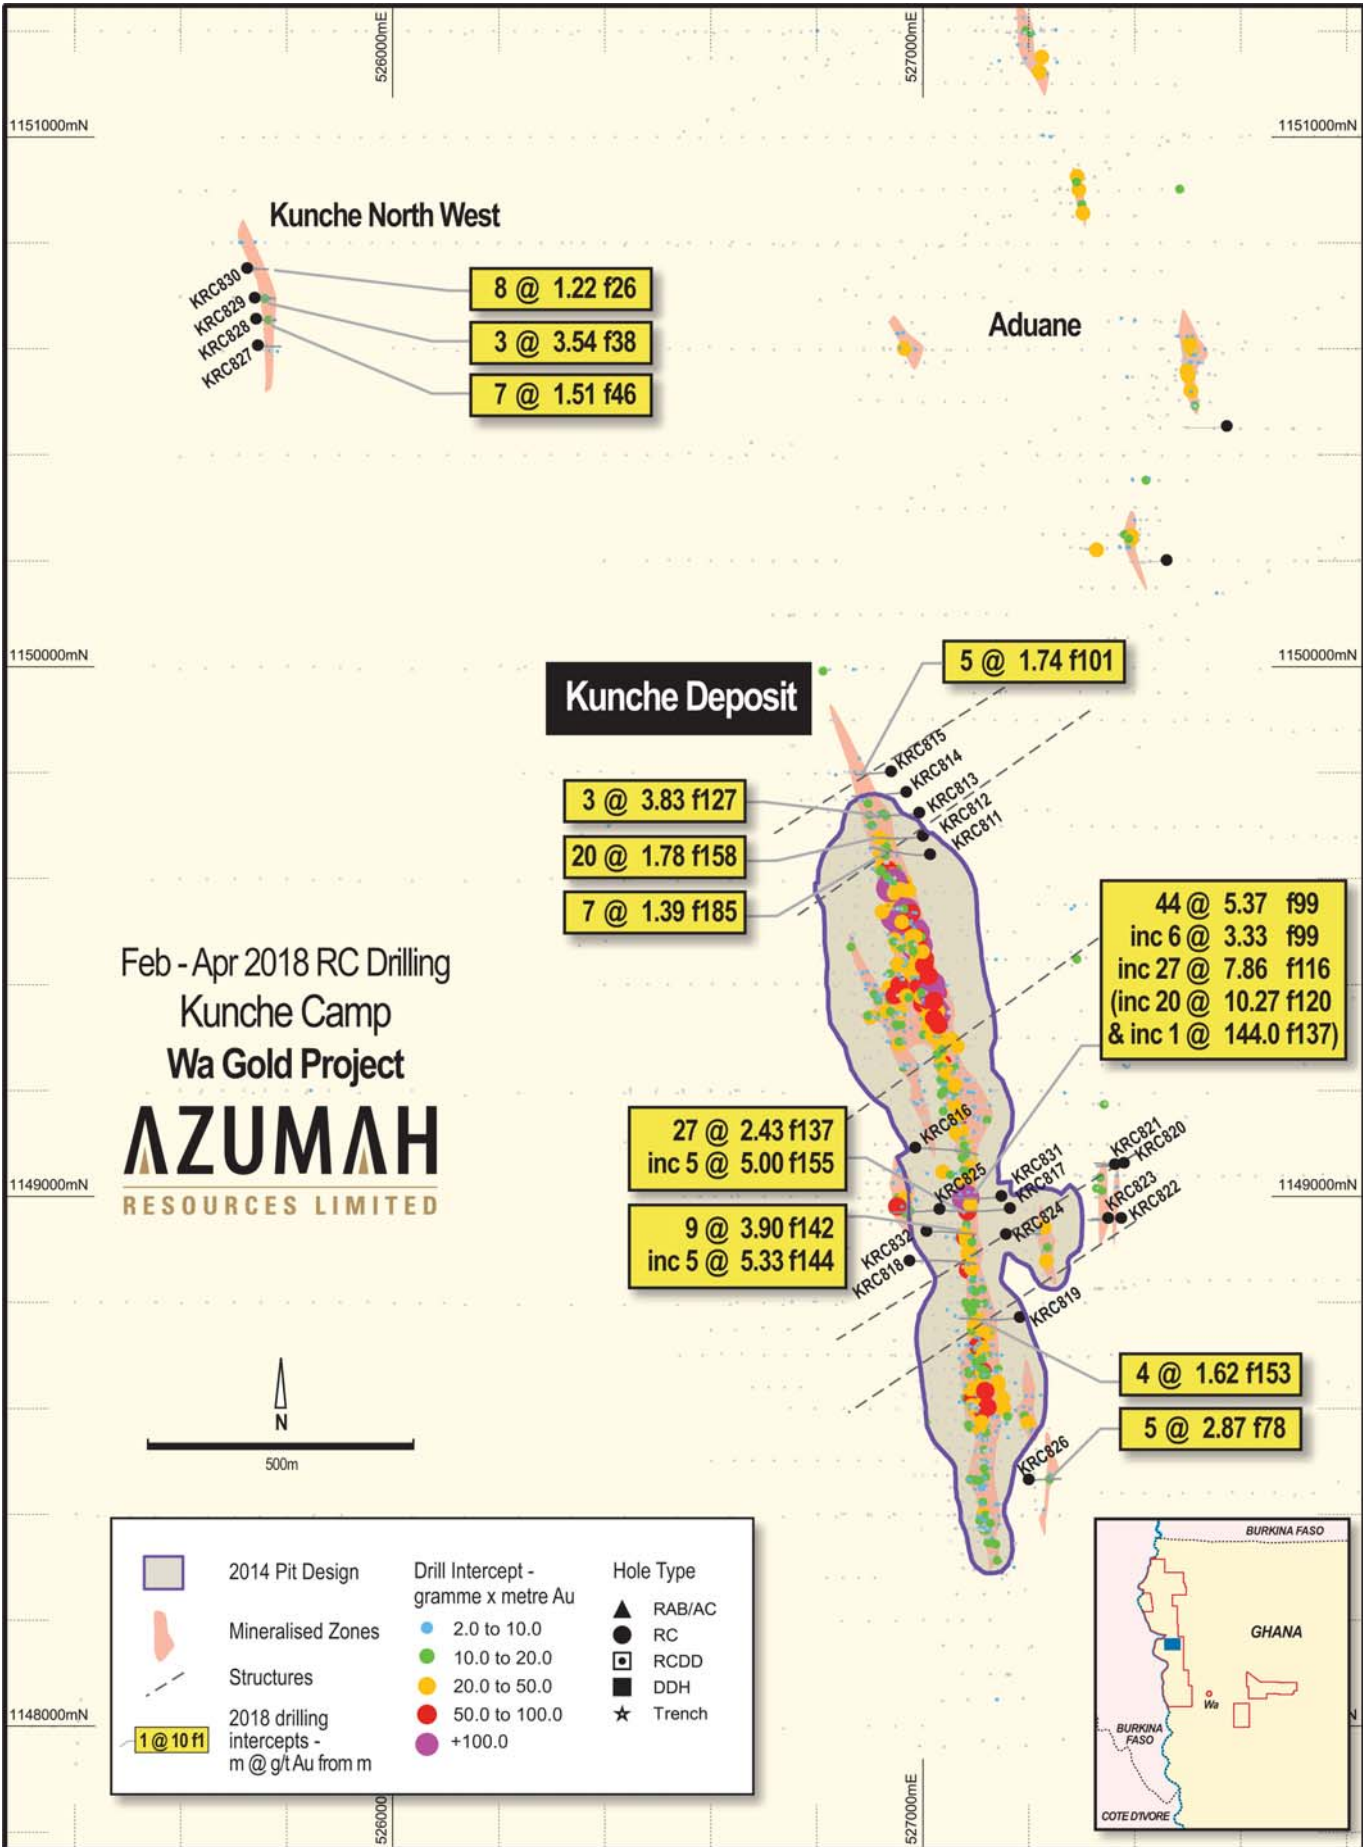 526000mE
527000mE
1151000mN
1151000mN
Kunche North West
KRC830
KRC829
KRC828
KRC827
8 @ 1.22 f26
3 @ 3.54 f38
7 @ 1.51 f46
Aduane
1150000mN
1150000mN
Kunche Deposit
5 @ 1.74 f101
KRC815
KRC814
KRC813
KRC812
KRC811
3 @ 3.83 f127
20 @ 1.78 f158
7 @ 1.39 f185
44 @ 5.37 f99
inc 6 @ 3.33 f99
inc 27 @ 7.86 f116
(inc 20 @ 10.27 f120
& inc 1 @ 144.0 f137)
Feb - Apr 2018 RC Drilling
Kunche Camp
Wa Gold Project
AZUMAH
RESOURCES LIMITED
27 @ 2.43 f137
inc 5 @ 5.00 f155
9 @ 3.90 f142
inc 5 @ 5.33 f144
KRC816
KRC825
KRC831
KRC817
KRC824
KRC821
KRC820
KRC823
KRC822
KRC832
KRC818
KRC819
1149000mN
1149000mN
4 @ 1.62 f153
5 @ 2.87 f78
KRC826
N
500m
2014 Pit Design
Mineralised Zones
Structures
1 @ 10 f1
2018 drilling
intercepts -
m @ g/t Au from m
Drill Intercept -
gramme x metre Au
2.0 to 10.0
10.0 to 20.0
20.0 to 50.0
50.0 to 100.0
+100.0
Hole Type
RAB/AC
RC
RCDD
DDH
Trench
1148000mN
N
526000
527000mE
BURKINA FASO
GHANA
Wa
BURKINA
FASO
COTE D'IVORE